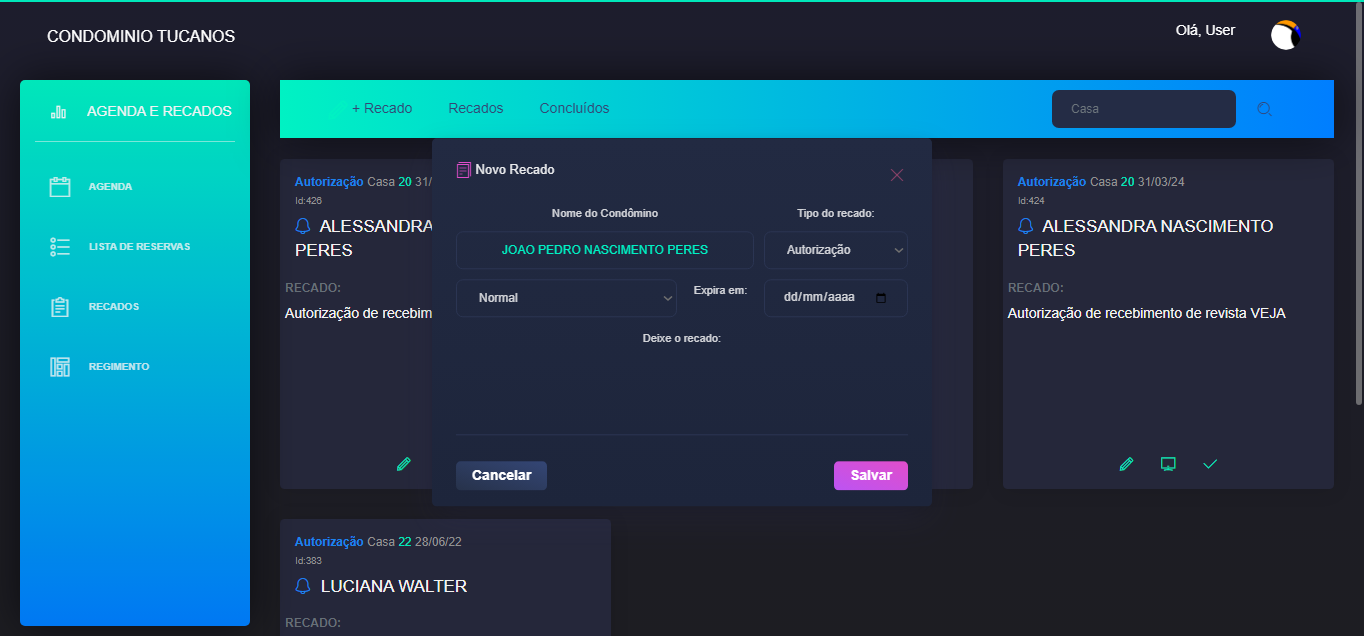 CONDOMINIO TUCANOS
Olá, User
AGENDA E RECADOS
AGENDA
LISTA DE RESERVAS
RECADOS
REGIMENTO
+ Recado
Recados
Concluídos
Casa
Autorização Casa 20 31/
Id:426
ALESSANDRA
PERES
RECADO:
Autorização de recebim
Novo Recado
Nome do Condômino
Tipo do recado:
JOAO PEDRO NASCIMENTO PERES
Autorização
Normal
Expira em:
dd/mm/aaaa
Deixe o recado:
Cancelar
Salvar
Autorização Casa 20 31/03/24
Id:424
ALESSANDRA NASCIMENTO
PERES
RECADO:
Autorização de recebimento de revista VEJA
Autorização Casa 22 28/06/22
Id:383
LUCIANA WALTER
RECADO: